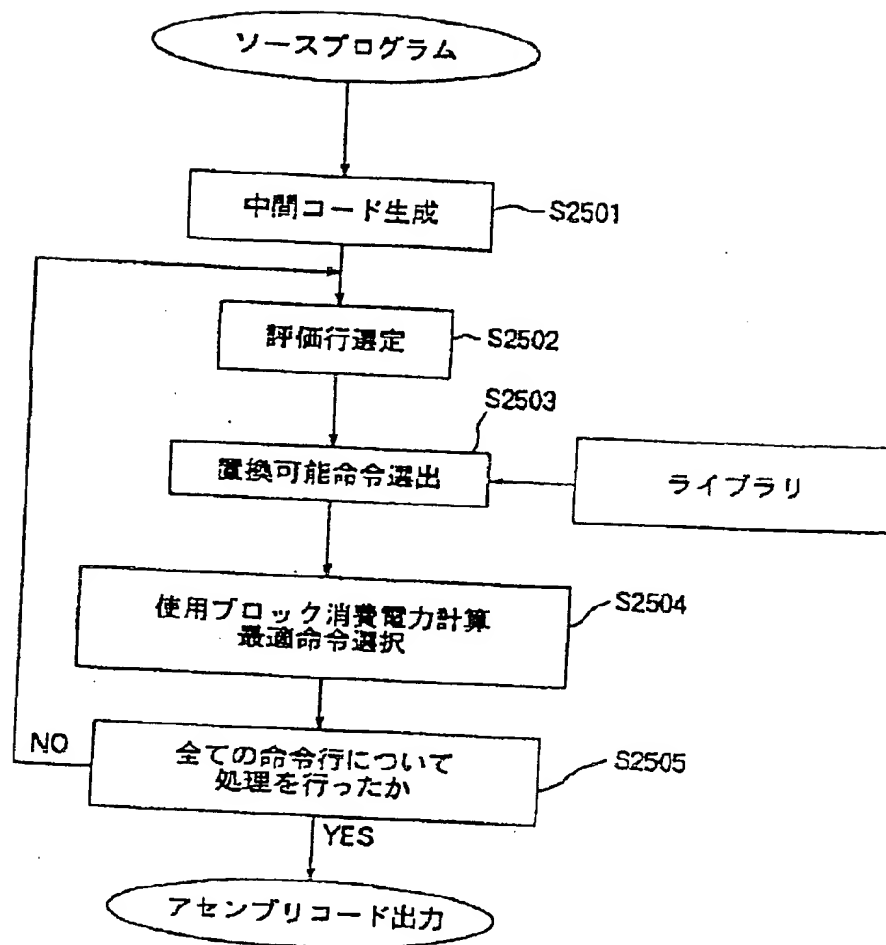 ソースプログラム
中間コード生成
S2501
評価行選定
S2502
S2503
置換可能命令選出
ライブラリ
使用ブロック消費電力計算
最適命令選択
S2504
NO
全ての命令行について
処理を行ったか
S2505
YES
アセンブリコード出力